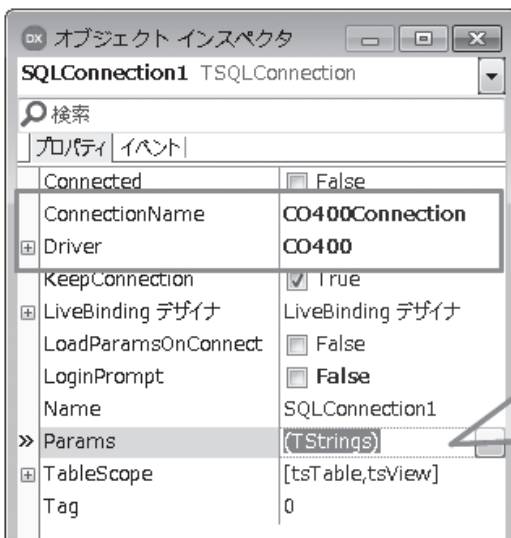 DX オブジェクト インスペクタ
SQLConnection1 TSQLConnection
検索
プロパティ イベント
Connected False
ConnectionName CO400Connection
Driver CO400
KeepConnection True
LiveBinding デザイナ LiveBinding デザイナ
LoadParamsOnConnect False
LoginPrompt False
Name SQLConnection1
Params (TStrings)
TableScope [tsTable,tsView]
Tag 0